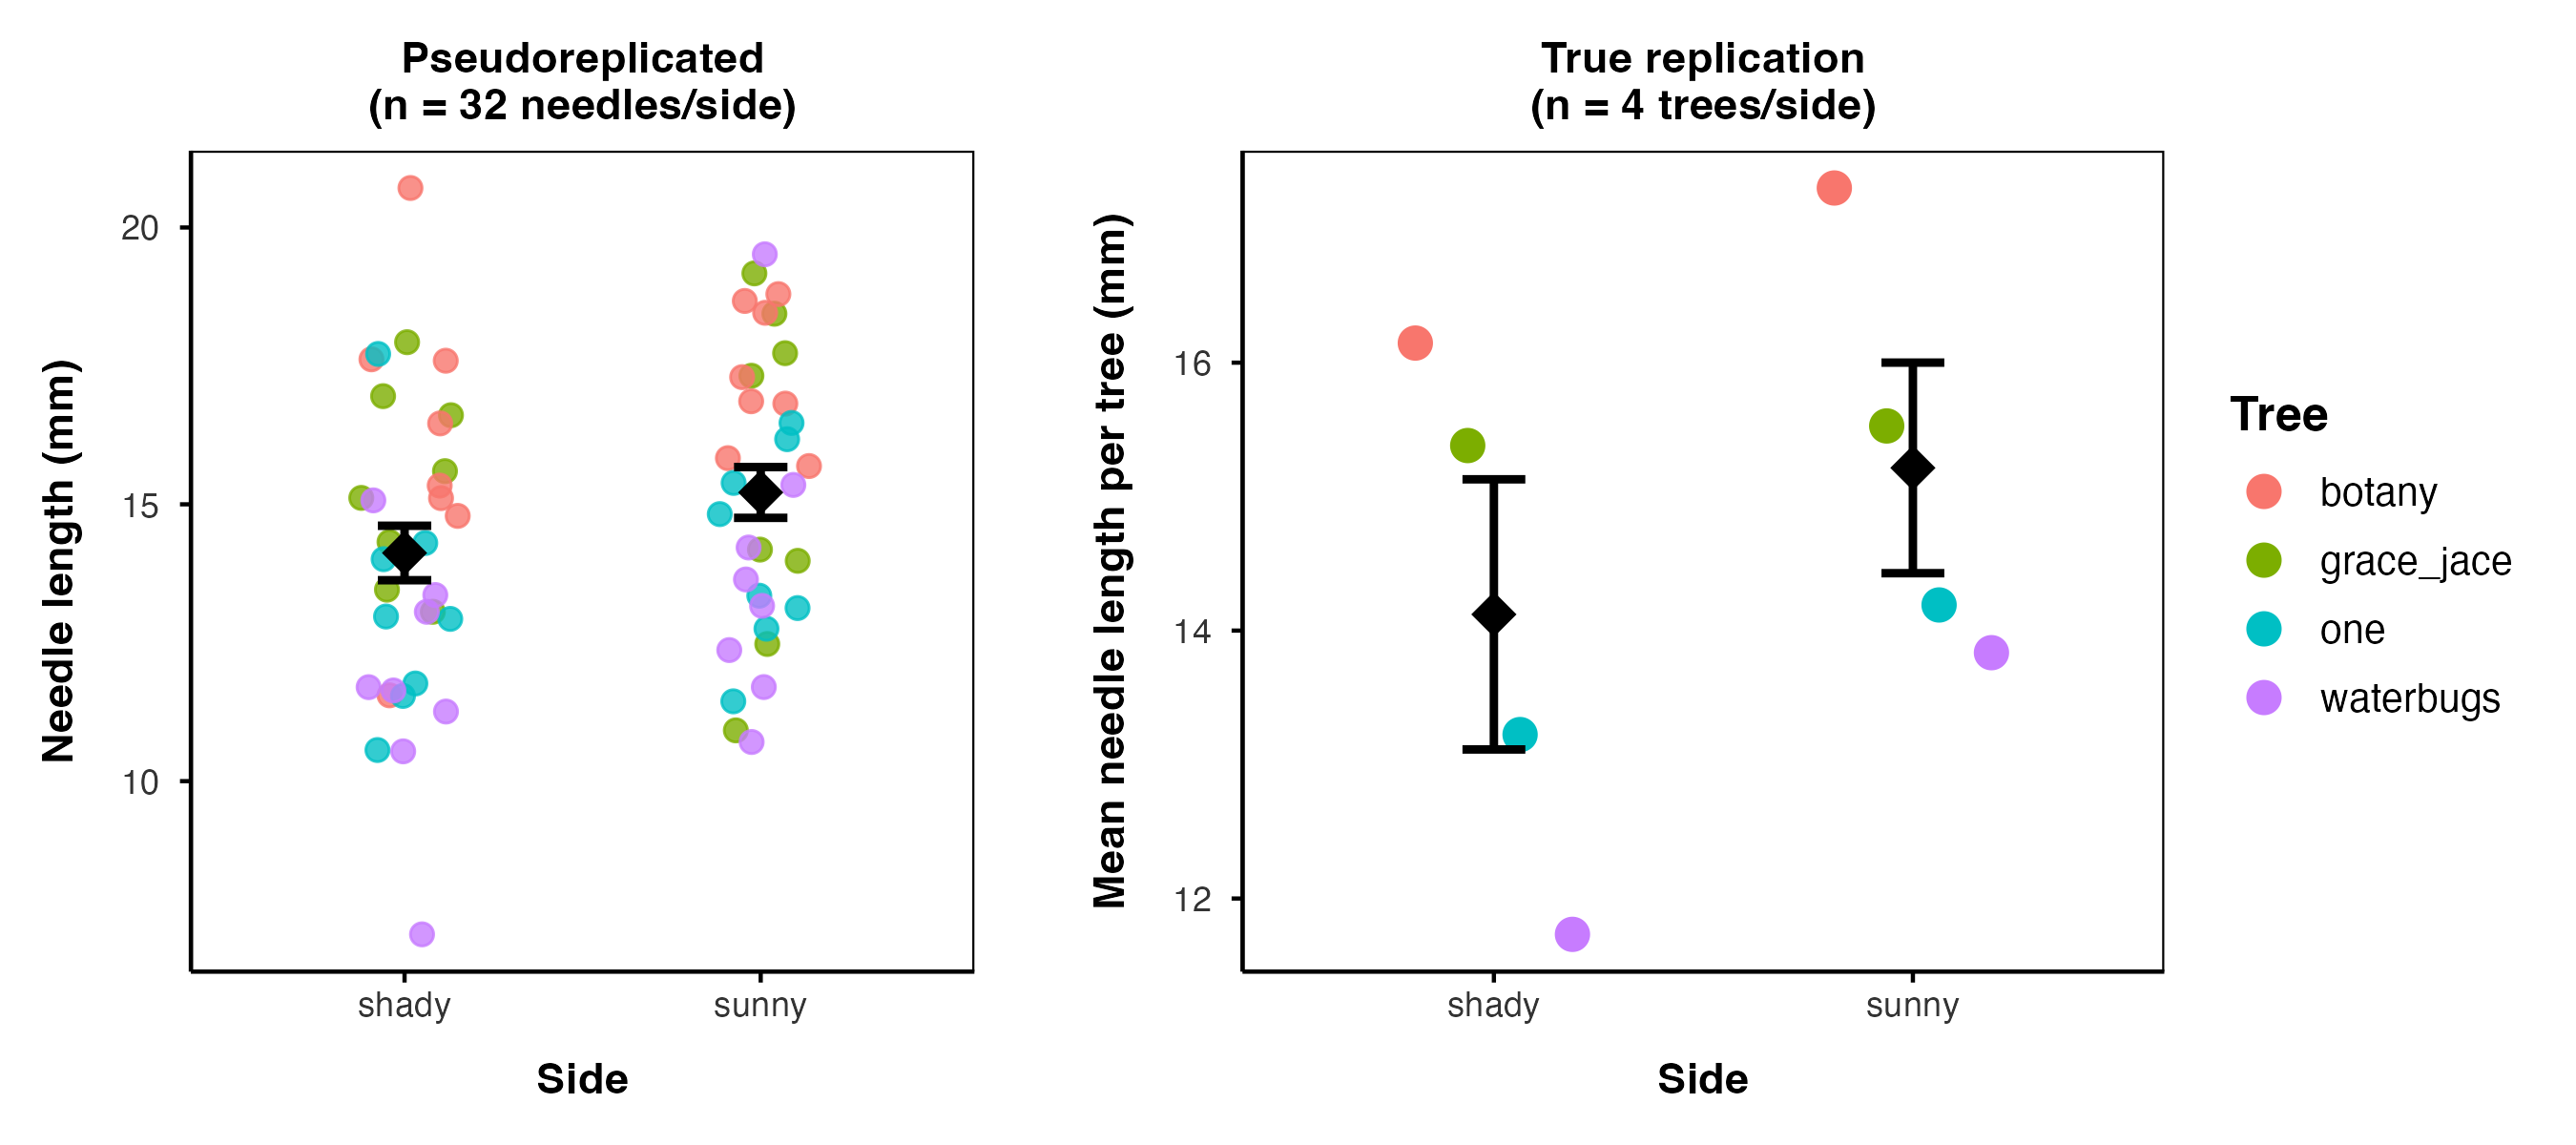 Pseudoreplicated
(n = 32 needles/side)
Needle length (mm)
20
15
10
shady
sunny
Side
True replication
(n = 4 trees/side)
Mean needle length per tree (mm)
16
14
12
shady
sunny
Side
Tree
botany
grace_jace
one
waterbugs